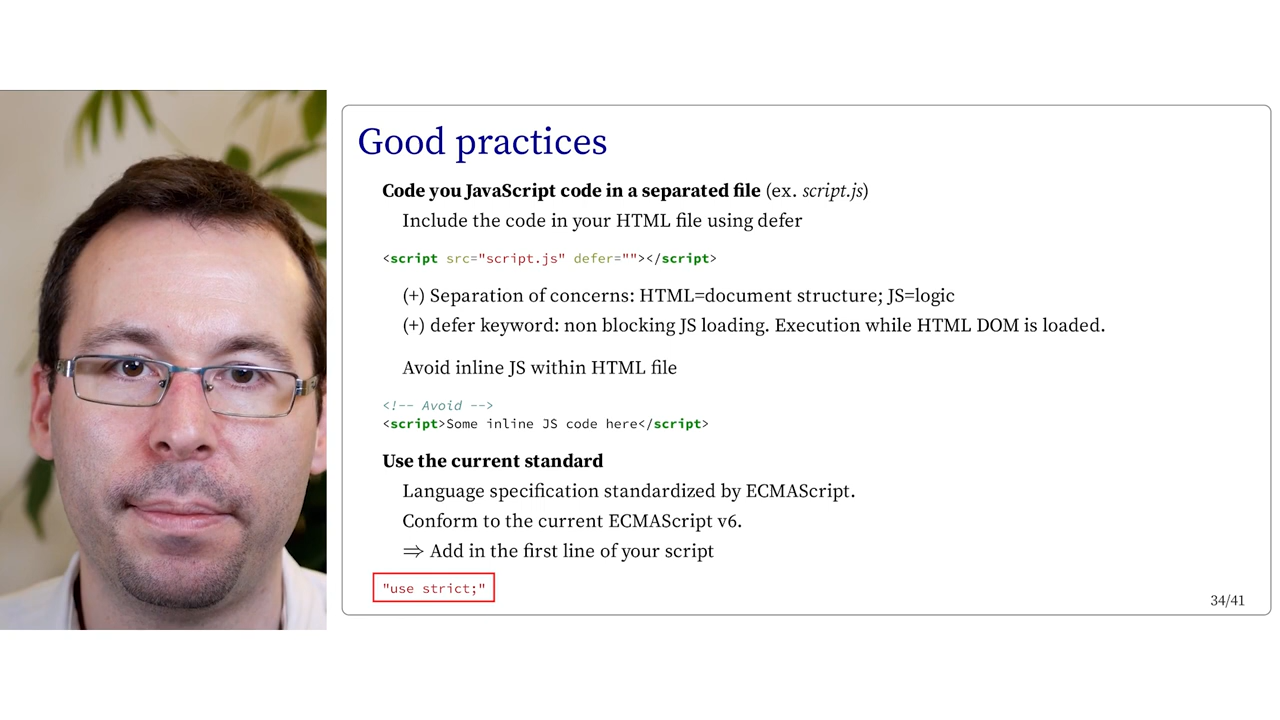 Good practices
Code you JavaScript code in a separated file (ex. script.js)
Include the code in your HTML file using defer
<script src="script.js" defer=""></script>
(+) Separation of concerns: HTML=document structure; JS=logic
(+) defer keyword: non blocking JS loading. Execution while HTML DOM is loaded.
Avoid inline JS within HTML file
<!-- Avoid -->
<script>Some inline JS code here</script>
Use the current standard
Language specification standardized by ECMAScript.
Conform to the current ECMAScript v6.
⇒ Add in the first line of your script
"use strict;"
34/41